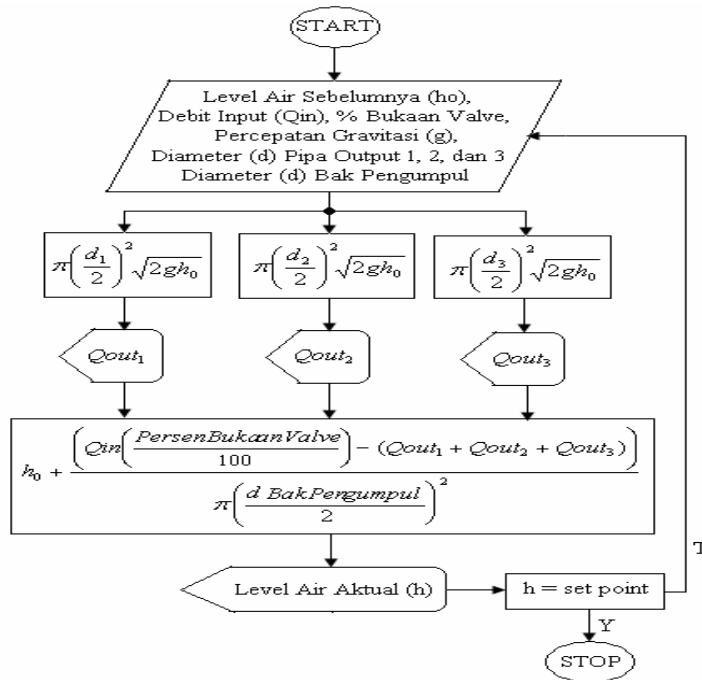 START
Level Air Sebelumnya (ho),
Debit Input (Qin), % Bukaan Valve,
Percepatan Gravitasi (g),
Diameter (d) Pipa Output 1, 2, dan 3
Diameter (d) Bak Pengumpul
π(d₁/2)²√2gh₀
π(d₂/2)²√2gh₀
π(d₃/2)²√2gh₀
Qout₁
Qout₂
Qout₃
h₀ + (Qin(PersenBukaanValve/100) − (Qout₁ + Qout₂ + Qout₃)) / π(d BakPengumpul/2)²
T
Level Air Aktual (h)
h = set point
Y
STOP